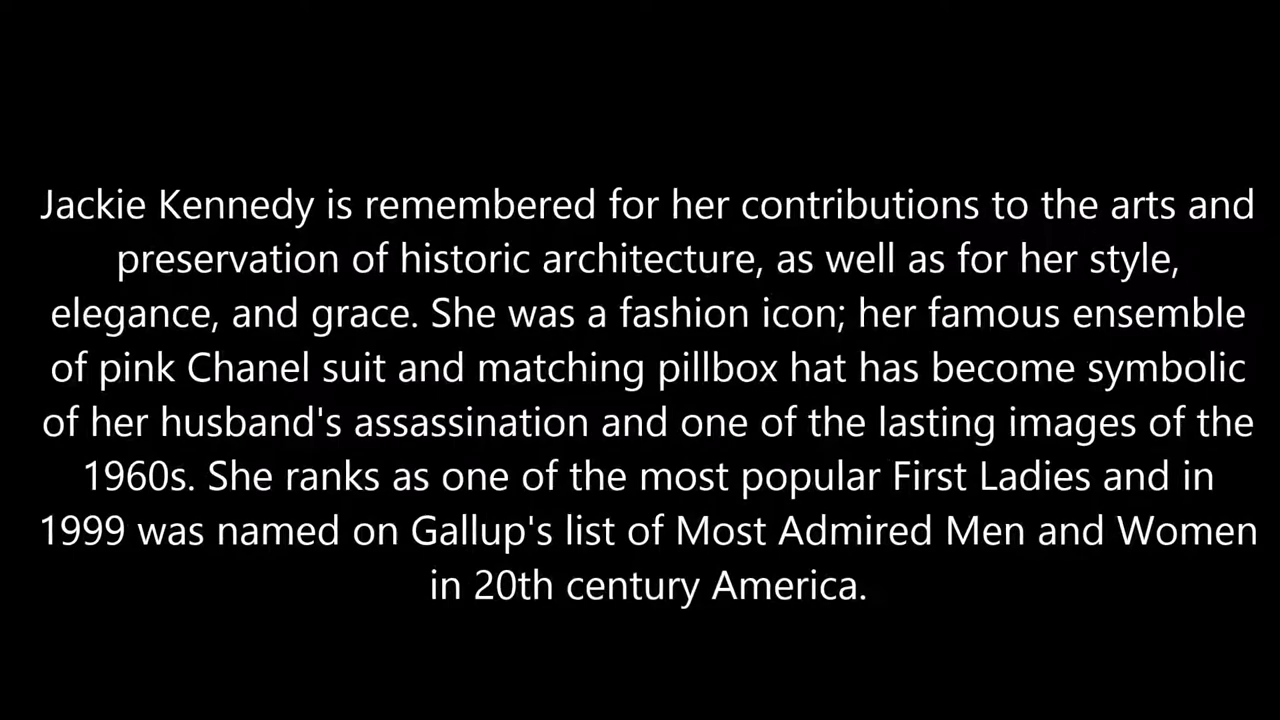 Jackie Kennedy is remembered for her contributions to the arts and
preservation of historic architecture, as well as for her style,
elegance, and grace. She was a fashion icon; her famous ensemble
of pink Chanel suit and matching pillbox hat has become symbolic
of her husband's assassination and one of the lasting images of the
1960s. She ranks as one of the most popular First Ladies and in
1999 was named on Gallup's list of Most Admired Men and Women
in 20th century America.